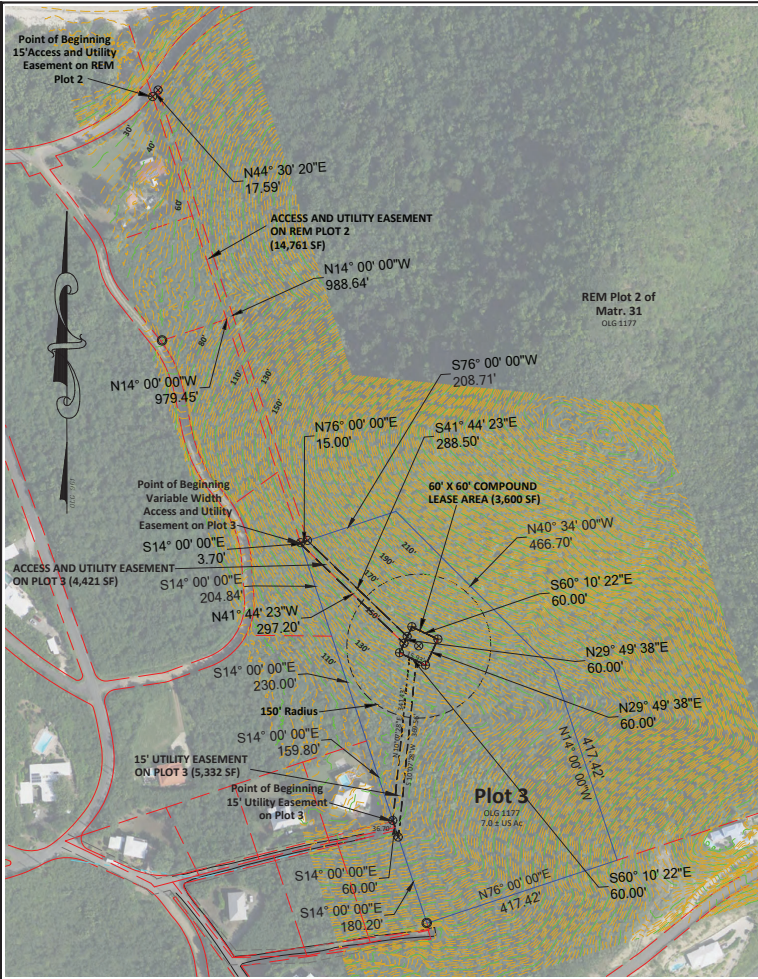 Point of Beginning
15'Access and Utility
Easement on REM
Plot 2
30'
40'
N44° 30' 20"E
17.59'
60'
ACCESS AND UTILITY EASEMENT
ON REM PLOT 2
(14,761 SF)
N14° 00' 00"W
988.64'
REM Plot 2 of
Matr. 31
OLG 1177
80'
N14° 00' 00"W
979.45'
110'
130'
150'
S76° 00' 00"W
208.71'
N76° 00' 00"E
15.00'
S41° 44' 23"E
288.50'
Point of Beginning
Variable Width
Access and Utility
Easement on Plot 3
60' X 60' COMPOUND
LEASE AREA (3,600 SF)
N40° 34' 00"W
466.70'
S14° 00' 00"E
3.70'
ACCESS AND UTILITY EASEMENT
ON PLOT 3 (4,421 SF)
S14° 00' 00"E
204.84'
210'
190'
170'
150'
130'
110'
N41° 44' 23"W
297.20'
S60° 10' 22"E
60.00'
N29° 49' 38"E
60.00'
S14° 00' 00"E
230.00'
N29° 49' 38"E
60.00'
150' Radius
S14° 00' 00"E
159.80'
N14° 00' 00"W
417.42'
15' UTILITY EASEMENT
ON PLOT 3 (5,332 SF)
Point of Beginning
15' Utility Easement
on Plot 3
Plot 3
OLG 1177
7.0 ± US Ac
36.70'
S14° 00' 00"E
60.00'
S60° 10' 22"E
60.00'
S14° 00' 00"E
180.20'
N76° 00' 00"E
417.42'